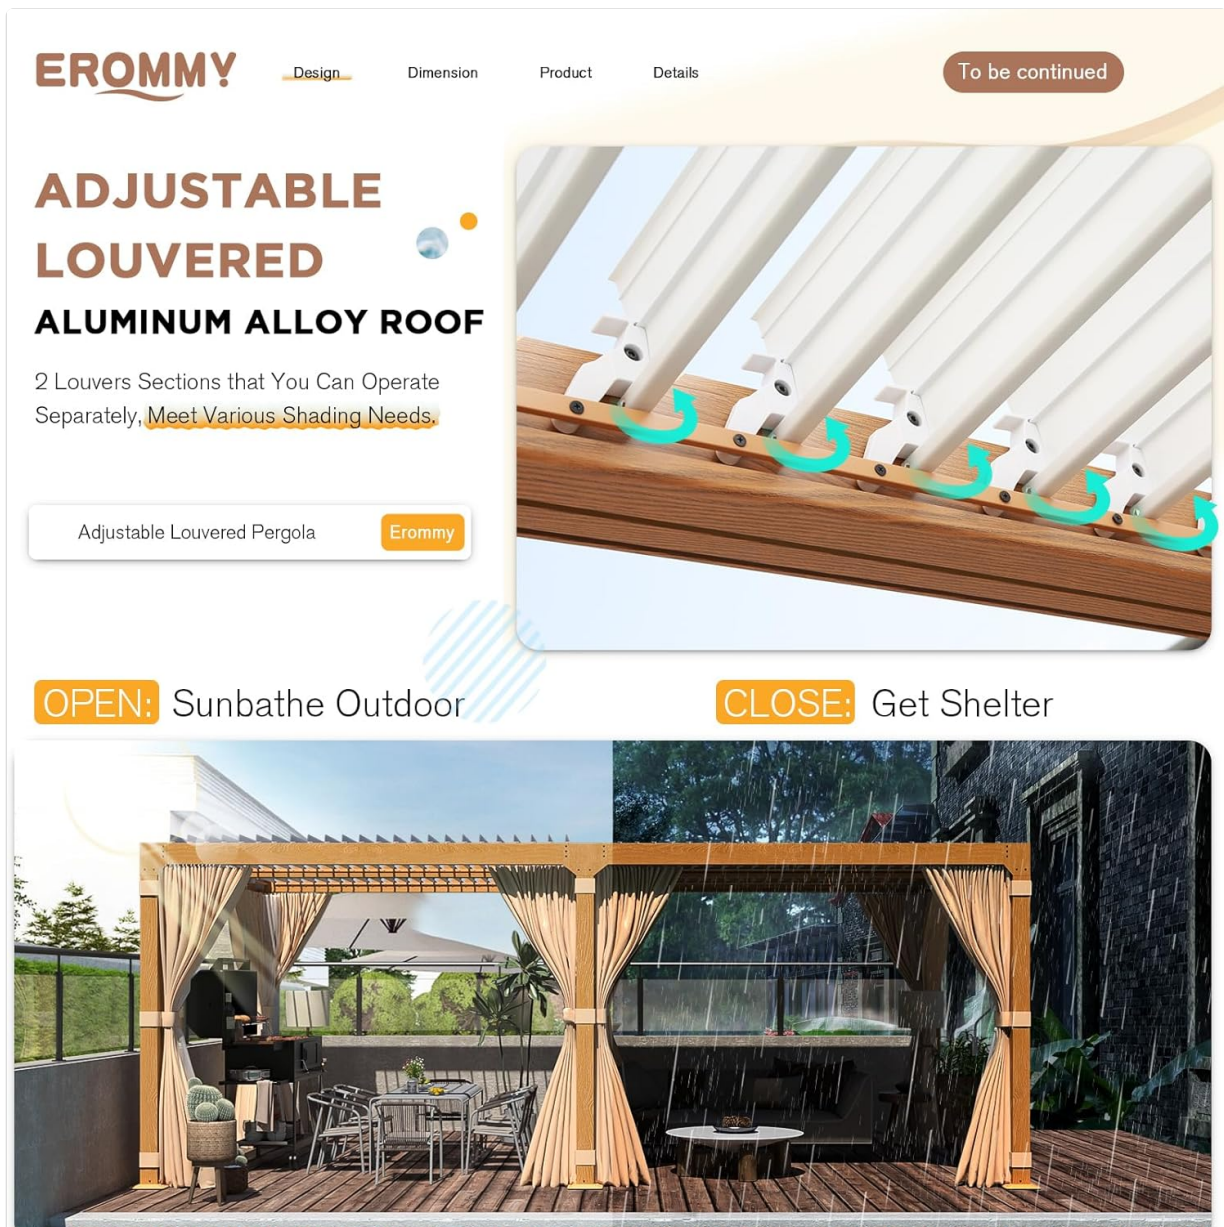 EROMMY
Design Dimension Product Details
To be continued
ADJUSTABLE
LOUVERED
ALUMINUM ALLOY ROOF
2 Louvers Sections that You Can Operate
Separately, Meet Various Shading Needs.
Adjustable Louvered Pergola Erommy
OPEN: Sunbathe Outdoor
CLOSE: Get Shelter